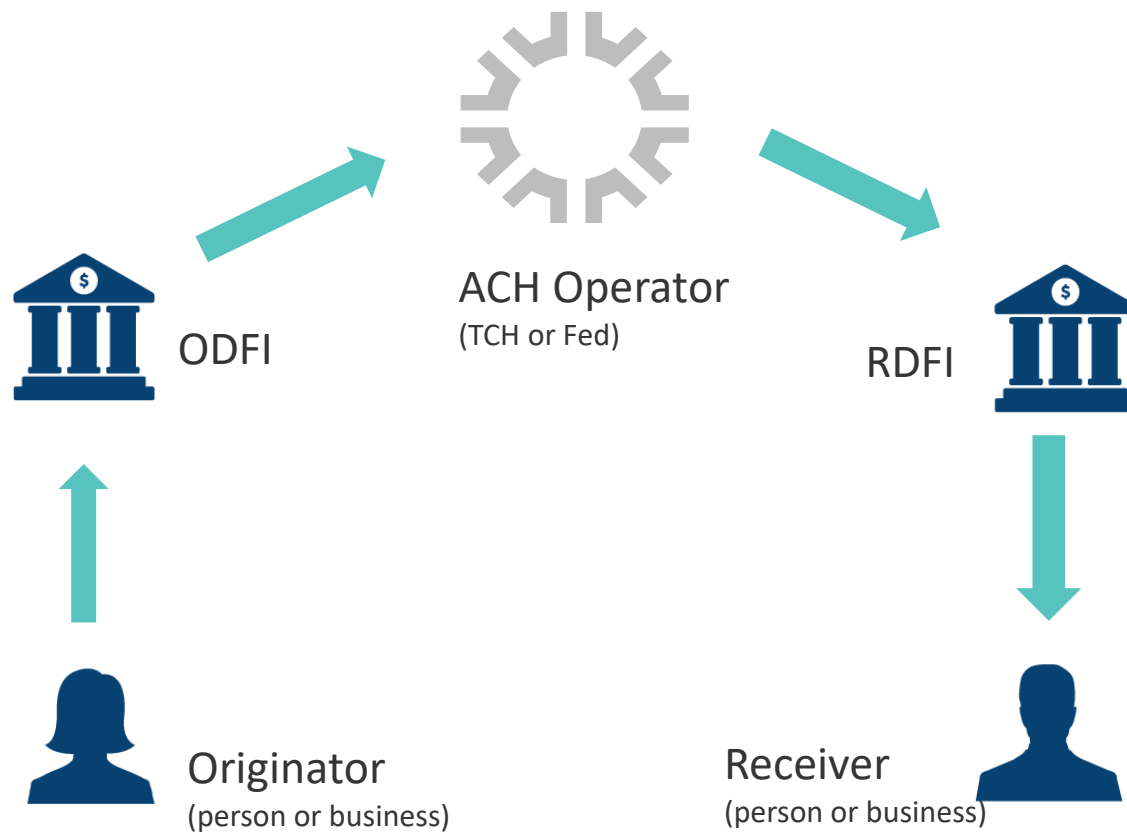 ACH Operator
(TCH or Fed)
$
ODFI
$
RDFI
Originator
(person or business)
Receiver
(person or business)